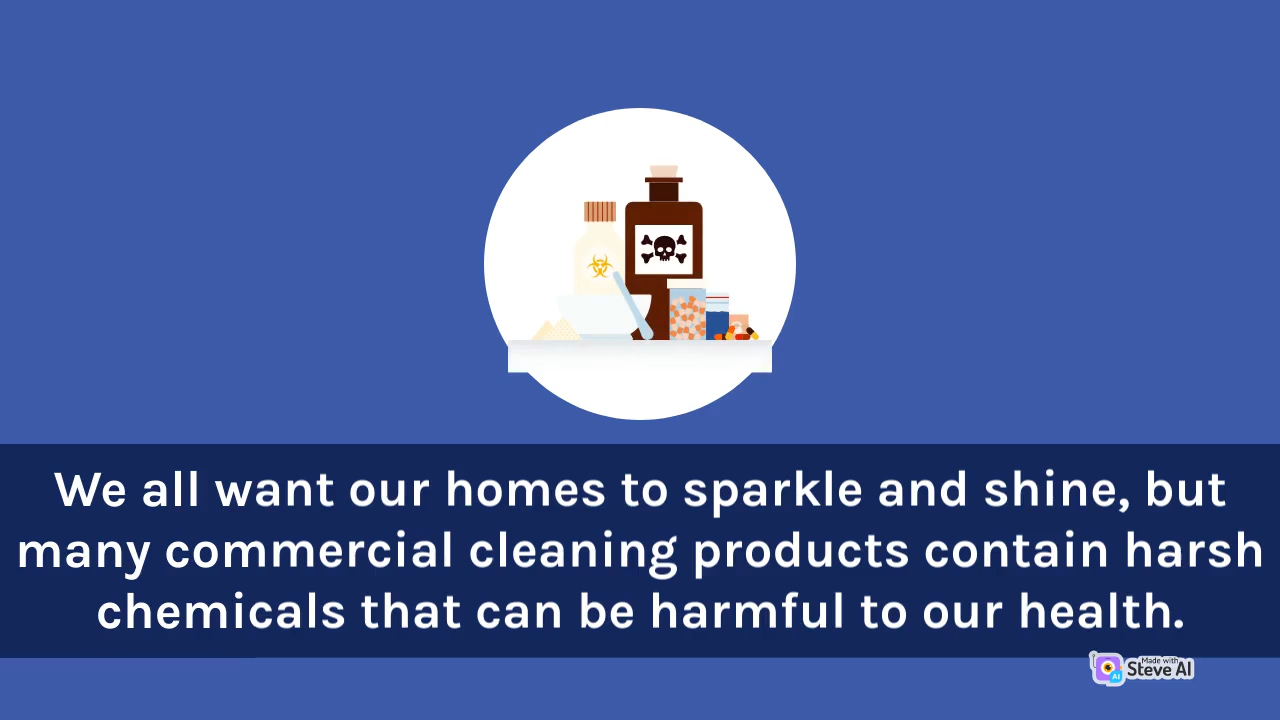 We all want our homes to sparkle and shine, but
many commercial cleaning products contain harsh
chemicals that can be harmful to our health.
Made with
Steve AI
AI